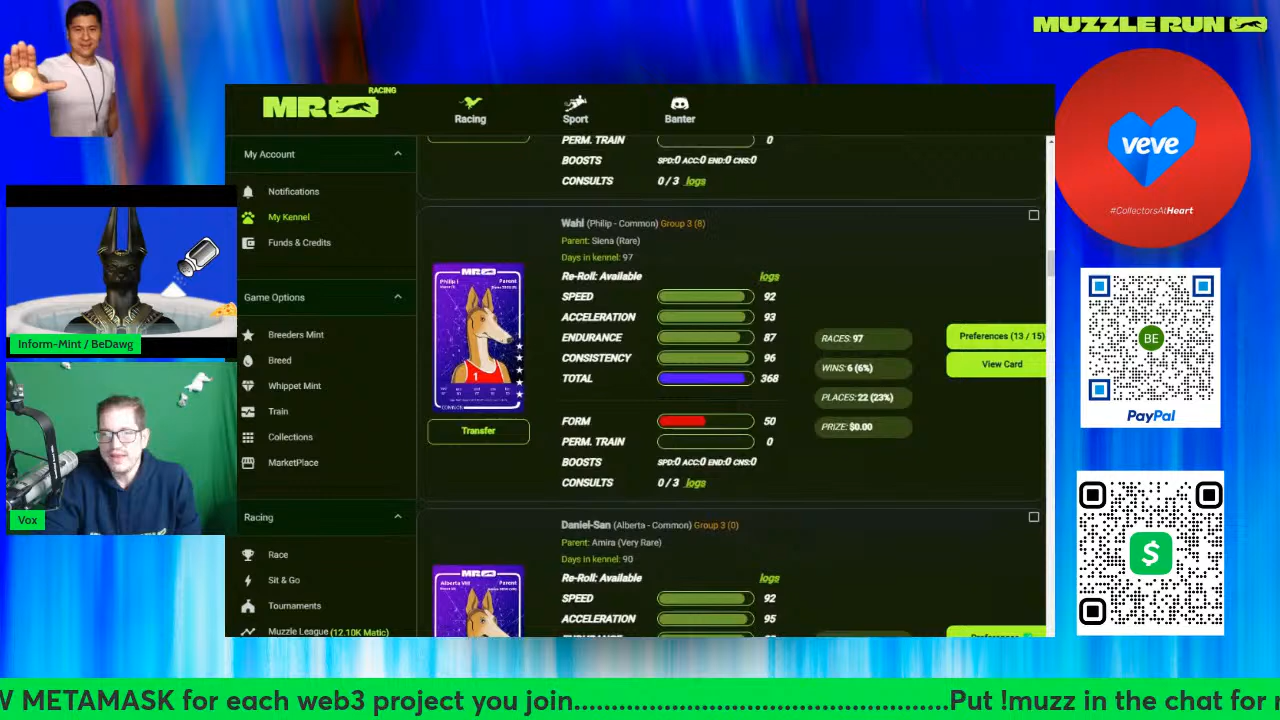 MUZZLE RUN
MR RACING
Racing
Sport
Banter
My Account
Notifications
My Kennel
Funds & Credits
Game Options
Breeders Mint
Breed
Whippet Mint
Train
Collections
MarketPlace
Racing
Race
Sit & Go
Tournaments
Muzzle League (12.10K Matic)
PERM. TRAIN 0
BOOSTS SPD:0 ACC:0 END:0 CNS:0
CONSULTS 0 / 3 logs
Wahl (Philip - Common) Group 3 (8)
Parent: Siena (Rare)
Days in kennel: 97
Re-Roll: Available logs
SPEED 92
ACCELERATION 93
ENDURANCE 87
CONSISTENCY 96
TOTAL 368
FORM 50
PERM. TRAIN 0
BOOSTS SPD:0 ACC:0 END:0 CNS:0
CONSULTS 0 / 3 logs
MR
Philip I
Parent
Transfer
RACES: 97
WINS: 6 (6%)
PLACES: 22 (23%)
PRIZE: $0.00
Preferences (13 / 15)
View Card
Daniel-San (Alberta - Common) Group 3 (0)
Parent: Amira (Very Rare)
Days in kennel: 90
Re-Roll: Available logs
SPEED 92
ACCELERATION 95
MR
Alberta VIII
Parent
Inform-Mint / BeDawg
Vox
veve
#CollectorsAtHeart
BE
PayPal
$
W METAMASK for each web3 project you join.................................................Put !muzz in the chat for